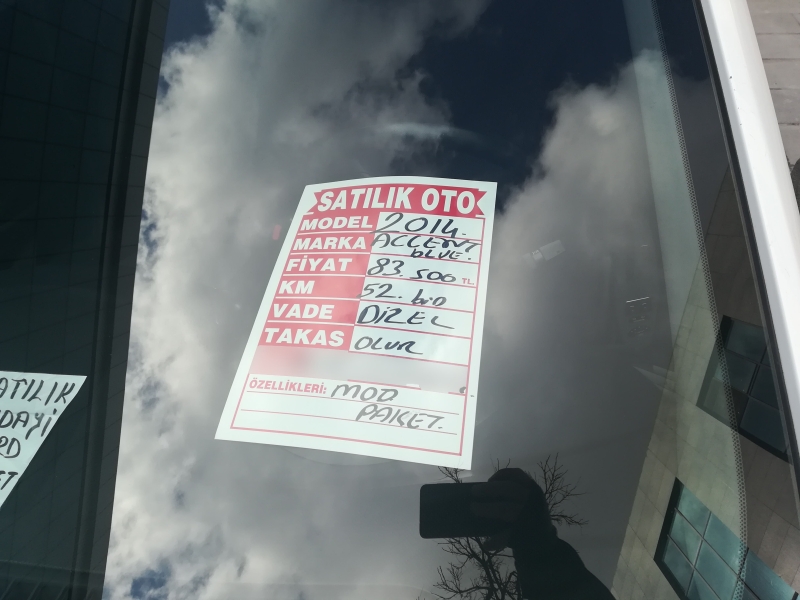 SATILIK OTO
MODEL 2014.
MARKA ACCENT
blue.
FİYAT 83.500 TL.
KM 52. bin
VADE DİZEL
TAKAS OLUR
ÖZELLİKLERİ: MOD
PAKET.
ATILIK